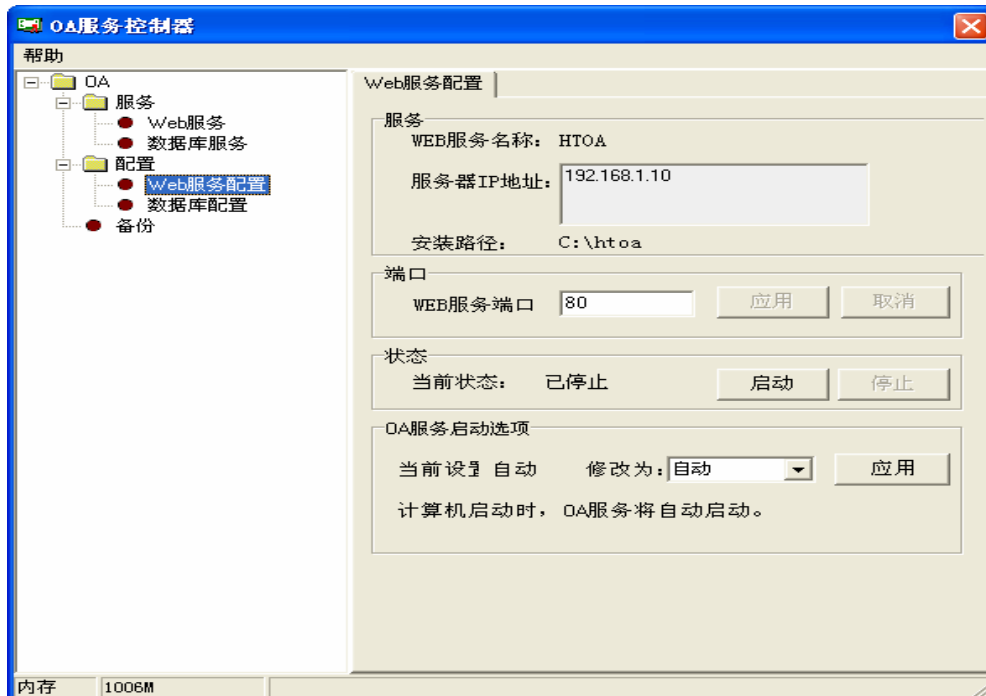 OA服务控制器
帮助
OA
服务
Web服务
数据库服务
配置
Web服务配置
数据库配置
备份
Web服务配置
服务
WEB服务名称： HTOA
服务器IP地址： 192.168.1.10
安装路径： C:\htoa
端口
WEB服务端口 80 应用 取消
状态
当前状态： 已停止 启动 停止
OA服务启动选项
当前设 自动 修改为： 自动 应用
计算机启动时，OA服务将自动启动。
内存 1006M